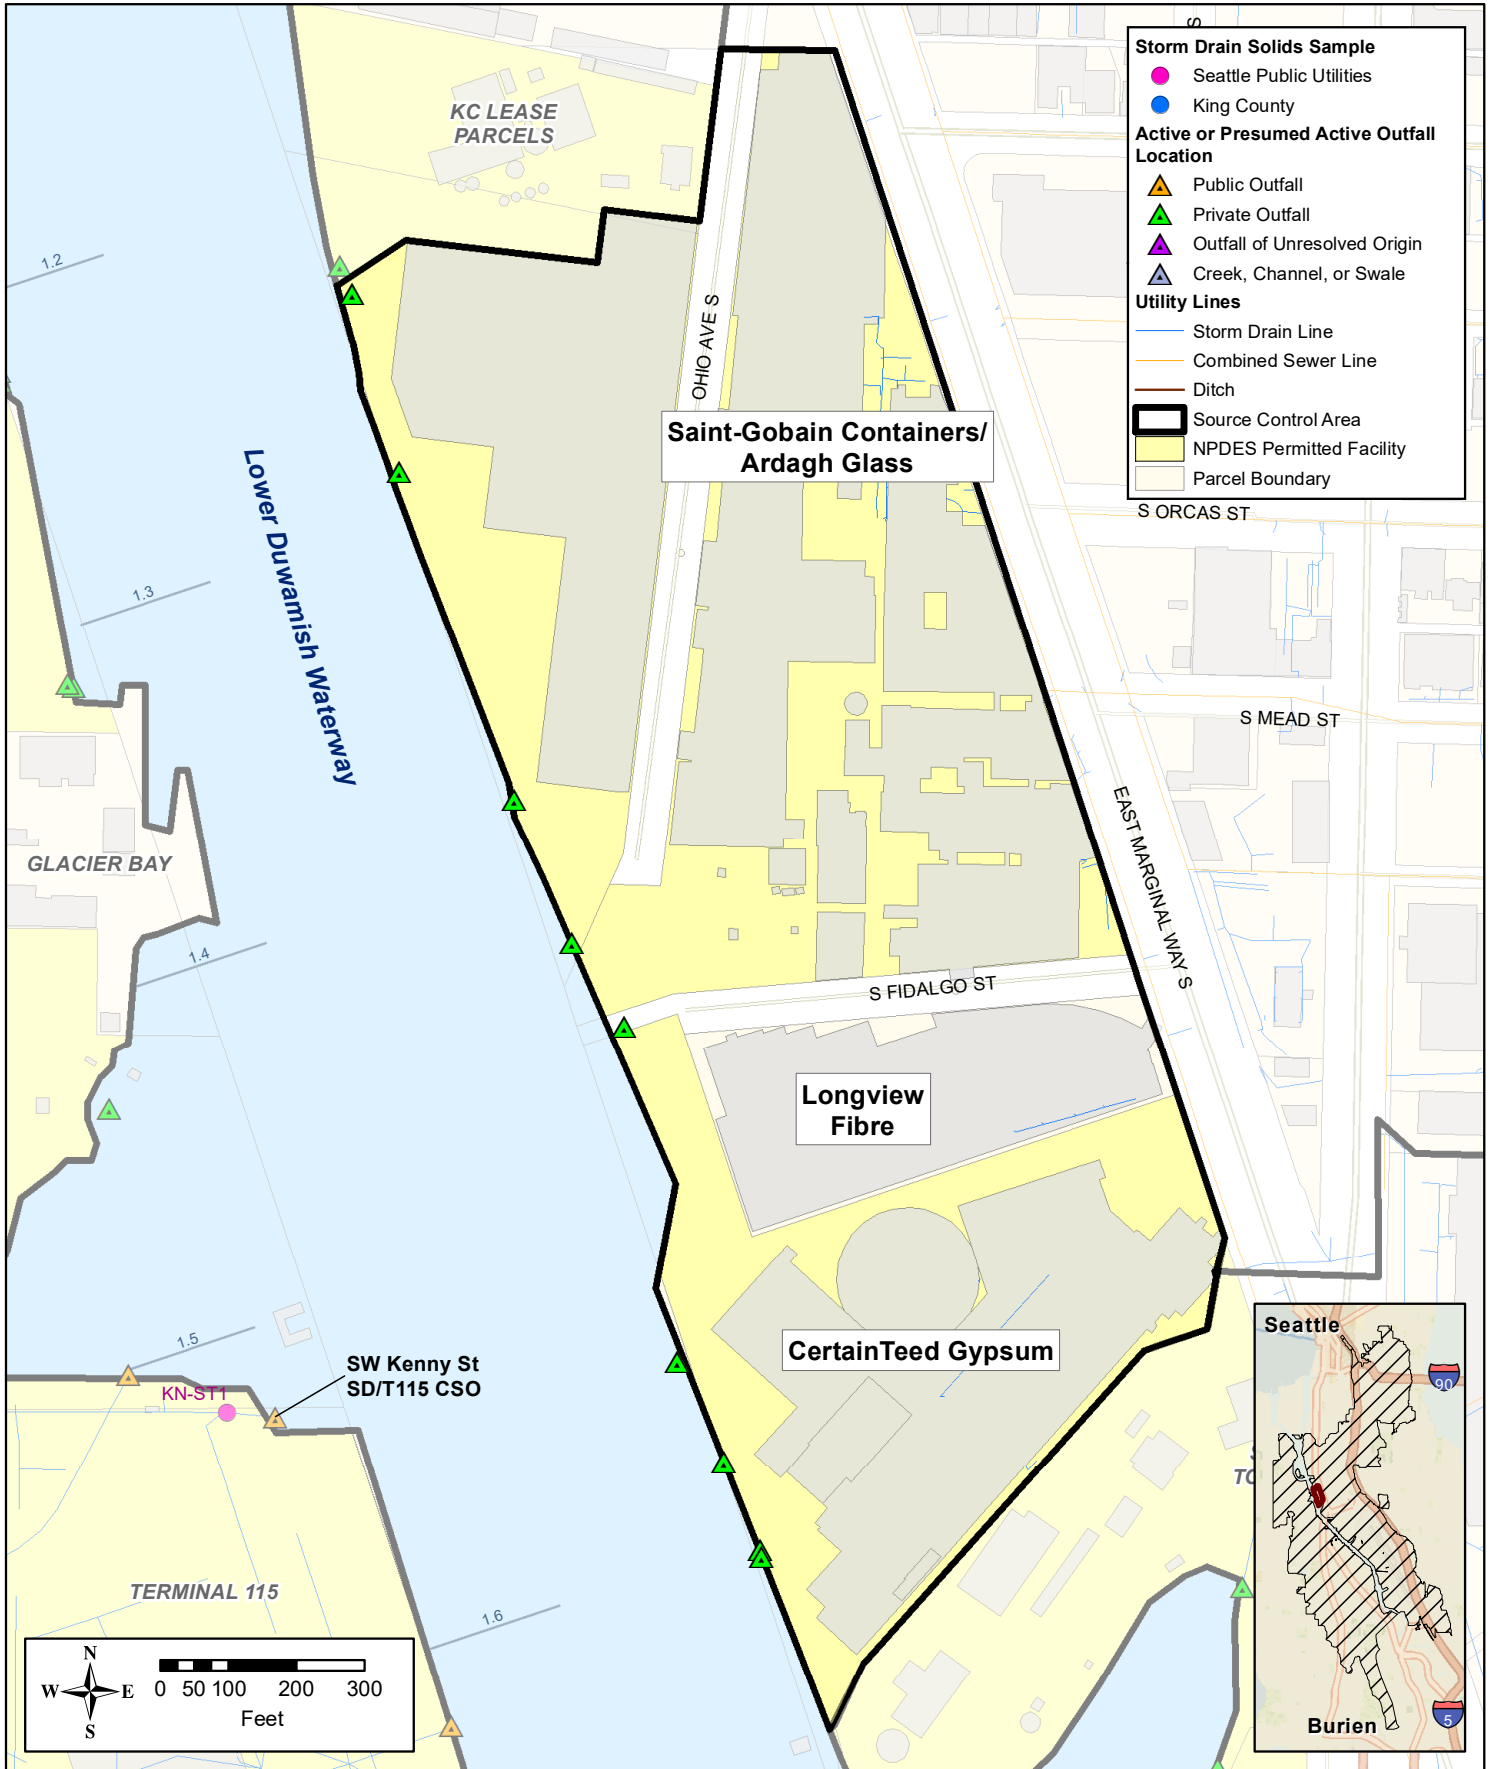 KC LEASE
PARCELS
Storm Drain Solids Sample
Seattle Public Utilities
King County
Active or Presumed Active Outfall
Location
Public Outfall
Private Outfall
Outfall of Unresolved Origin
Creek, Channel, or Swale
Utility Lines
Storm Drain Line
Combined Sewer Line
Ditch
Source Control Area
NPDES Permitted Facility
Parcel Boundary
S
1.2
OHIO AVE S
Saint-Gobain Containers/
Ardagh Glass
Lower Duwamish Waterway
S ORCAS ST
1.3
S MEAD ST
GLACIER BAY
EAST MARGINAL WAY S
1.4
S FIDALGO ST
Longview
Fibre
1.5
SW Kenny St
SD/T115 CSO
KN-ST1
CertainTeed Gypsum
TERMINAL 115
1.6
N
W E
S
0 50 100 200 300
Feet
Seattle
90
5
Burien